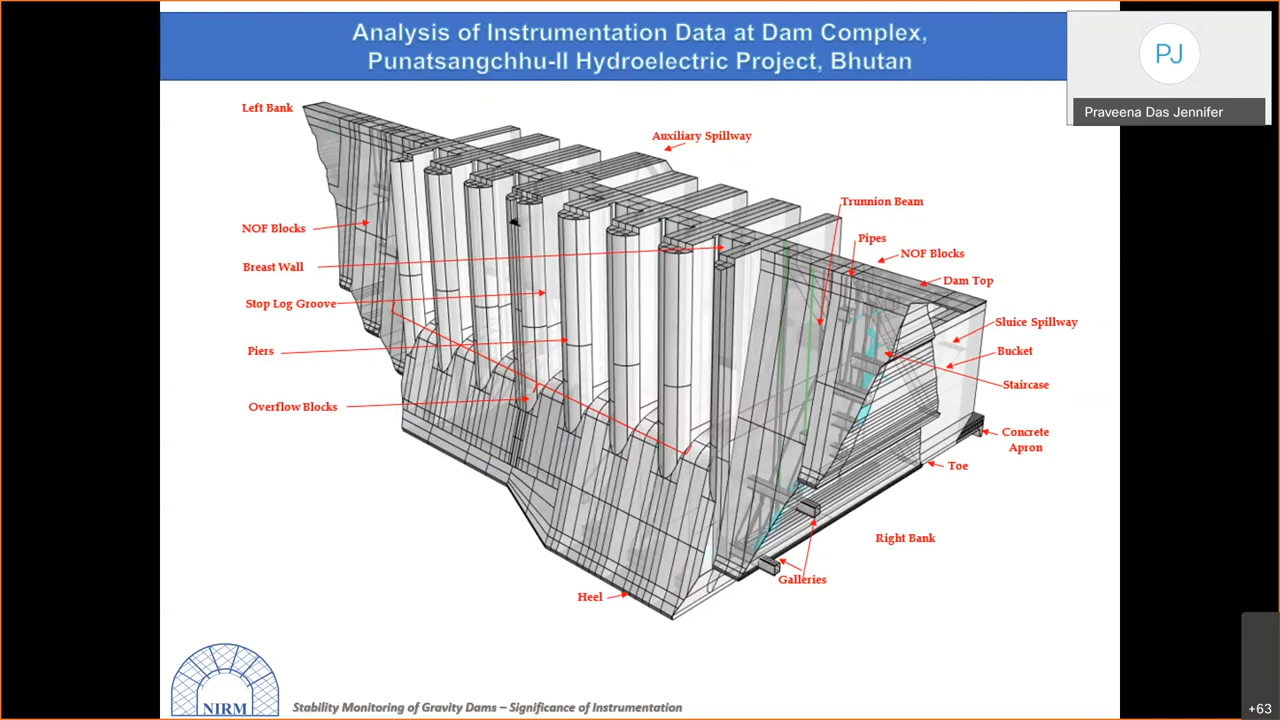 Analysis of Instrumentation Data at Dam Complex,
Punatsangchhu-II Hydroelectric Project, Bhutan
PJ
Praveena Das Jennifer
Left Bank
Auxiliary Spillway
Trunnion Beam
NOF Blocks
Pipes
NOF Blocks
Breast Wall
Dam Top
Stop Log Groove
Sluice Spillway
Piers
Bucket
Staircase
Overflow Blocks
Concrete
Apron
Toe
Right Bank
Galleries
Heel
NIRM
Stability Monitoring of Gravity Dams – Significance of Instrumentation
+63